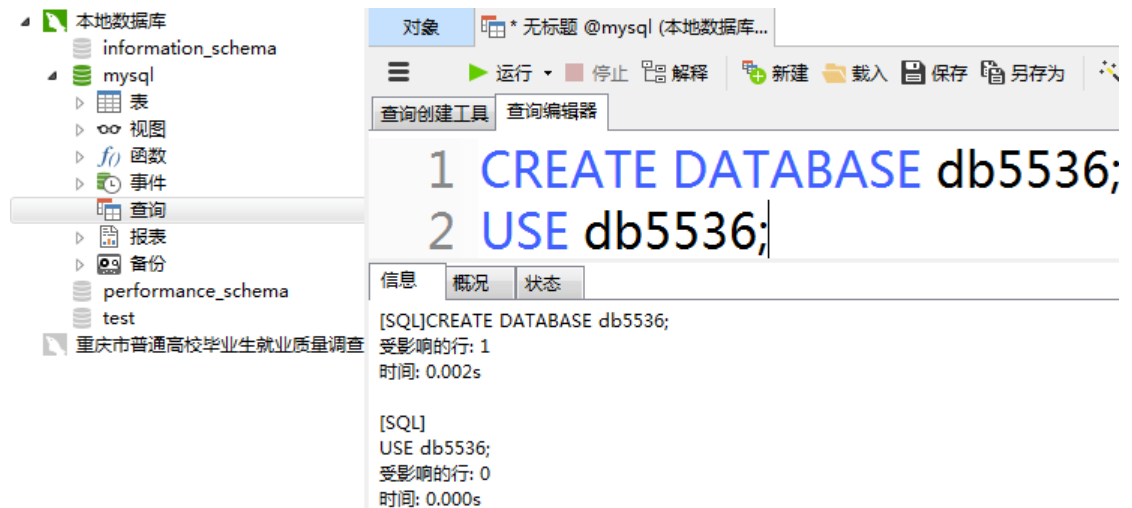 本地数据库
information_schema
mysql
表
视图
f() 函数
事件
查询
报表
备份
performance_schema
test
重庆市普通高校毕业生就业质量调查
对象
* 无标题 @mysql (本地数据库...
运行 停止 解释 新建 载入 保存 另存为
查询创建工具 查询编辑器
1 CREATE DATABASE db5536;
2 USE db5536;
信息 概况 状态
[SQL]CREATE DATABASE db5536;
受影响的行: 1
时间: 0.002s
[SQL]
USE db5536;
受影响的行: 0
时间: 0.000s